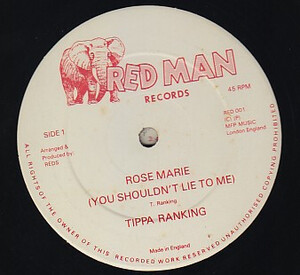 RED MAN
RECORDS
45 RPM
SIDE 1
RED 001
(C) (P)
MFP MUSIC
London England
Arranged &
Produced by
REDS
ROSE MARIE
(YOU SHOULDN'T LIE TO ME)
T. Ranking
TIPPA RANKING
Made in England
ALL RIGHTS OF THE OWNER OF THIS RECORDED WORK RESERVED UNAUTHORISED COPYING